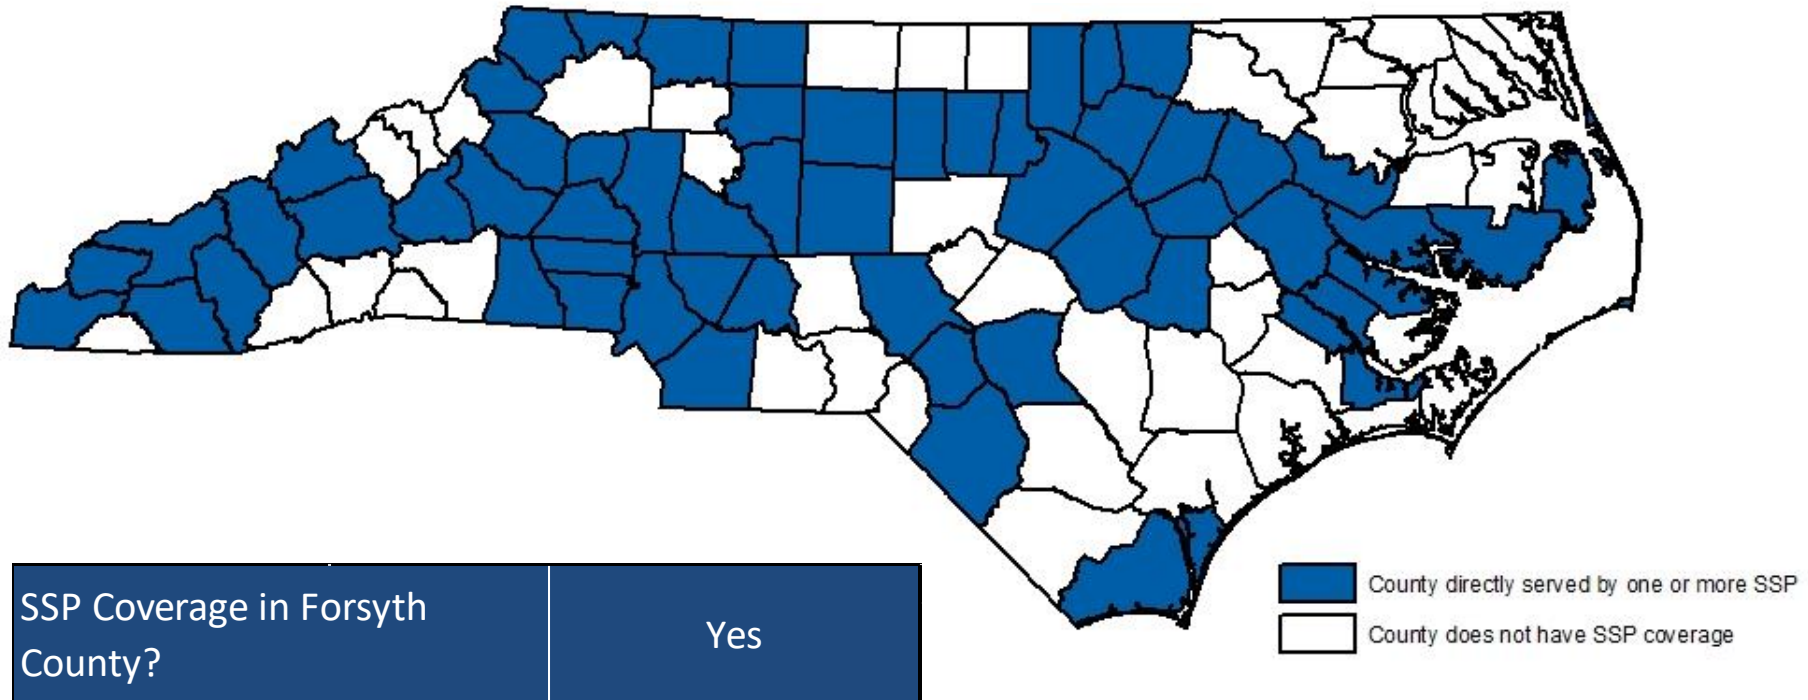 SSP Coverage in Forsyth
County?
Yes
County directly served by one or more SSP
County does not have SSP coverage